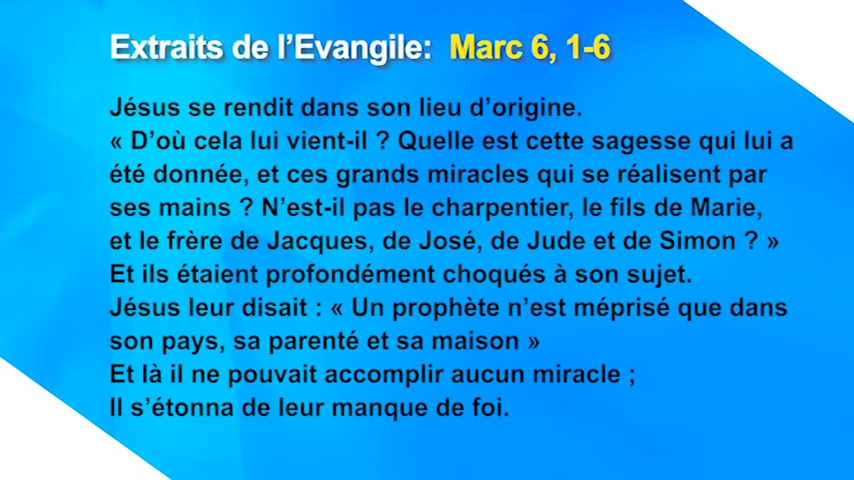 Extraits de l’Evangile: Marc 6, 1-6
Jésus se rendit dans son lieu d’origine.
« D’où cela lui vient-il ? Quelle est cette sagesse qui lui a
été donnée, et ces grands miracles qui se réalisent par
ses mains ? N’est-il pas le charpentier, le fils de Marie,
et le frère de Jacques, de José, de Jude et de Simon ? »
Et ils étaient profondément choqués à son sujet.
Jésus leur disait : « Un prophète n’est méprisé que dans
son pays, sa parenté et sa maison »
Et là il ne pouvait accomplir aucun miracle ;
Il s’étonna de leur manque de foi.